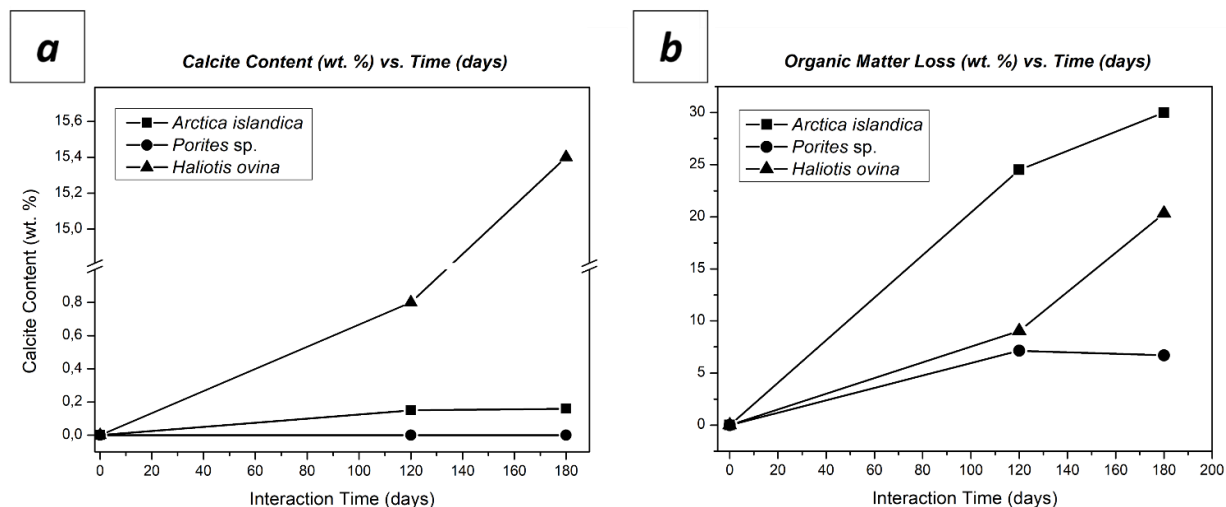 a
Calcite Content (wt. %) vs. Time (days)
Arctica islandica
Porites sp.
Haliotis ovina
15,6
15,4
15,2
15,0
0,8
0,6
0,4
0,2
0,0
Calcite Content (wt. %)
0 20 40 60 80 100 120 140 160 180
Interaction Time (days)
b
Organic Matter Loss (wt. %) vs. Time (days)
Arctica islandica
Porites sp.
Haliotis ovina
30
25
20
15
10
5
0
Organic Matter Loss (wt. %)
0 20 40 60 80 100 120 140 160 180 200
Interaction Time (days)